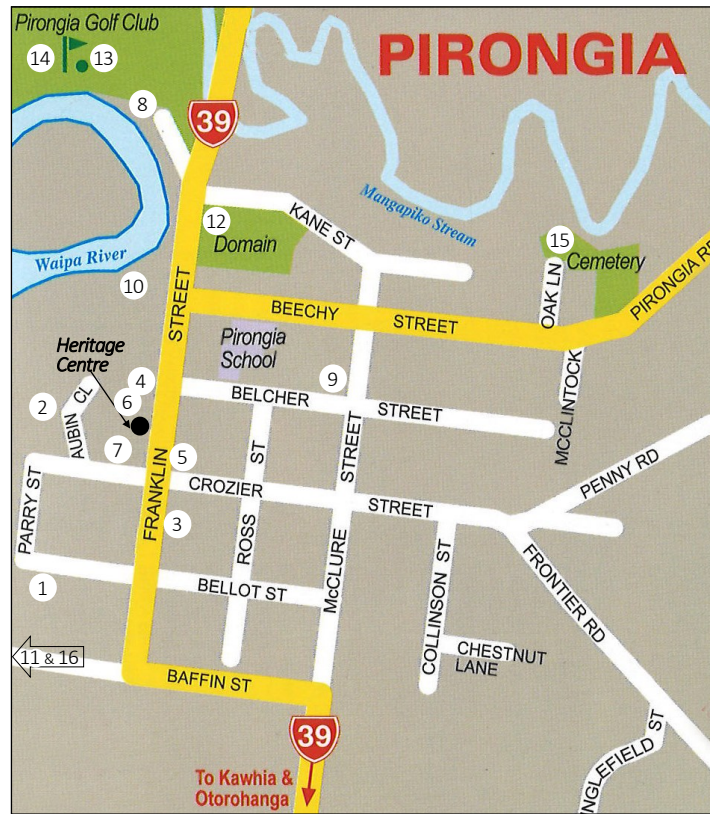 Pirongia Golf Club
PIRONGIA
14
13
8
39
KANE ST
Mangapiko Stream
12
Domain
15
Cemetery
Waipa River
10
STREET
OAK LN
PIRONGIA RD
BEECHY STREET
Pirongia
School
Heritage
Centre
4
9
2
6
AUBIN CL
BELCHER STREET
MCCLINTOCK
7
5
FRANKLIN
ST
STREET
PENNY RD
CROZIER STREET
PARRY ST
3
ROSS
FRONTIER RD
1
BELLOT ST
McCLURE
COLLINSON ST
11 & 16
CHESTNUT
LANE
BAFFIN ST
39
INGLEFIELD ST
To Kawhia &
Otorohanga